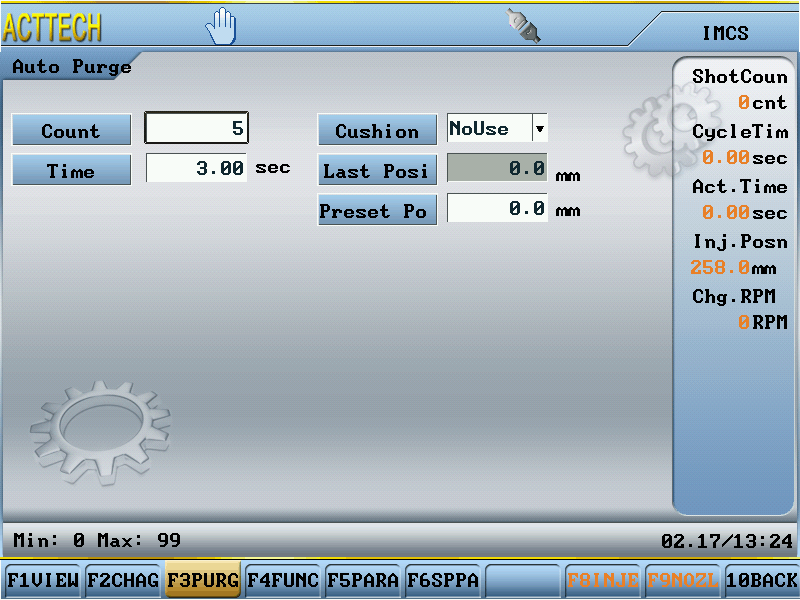 ACTTECH
IMCS
Auto Purge
Count 5 Cushion NoUse
Time 3.00 sec Last Posi 0.0 mm
Preset Po 0.0 mm
ShotCoun
0cnt
CycleTim
0.00sec
Act.Time
0.00sec
Inj.Posn
258.0mm
Chg.RPM
0RPM
Min: 0 Max: 99 02.17/13:24
F1VIEW F2CHAG F3PURG F4FUNC F5PARA F6SPPA F8INJE F9NOZL 10BACK